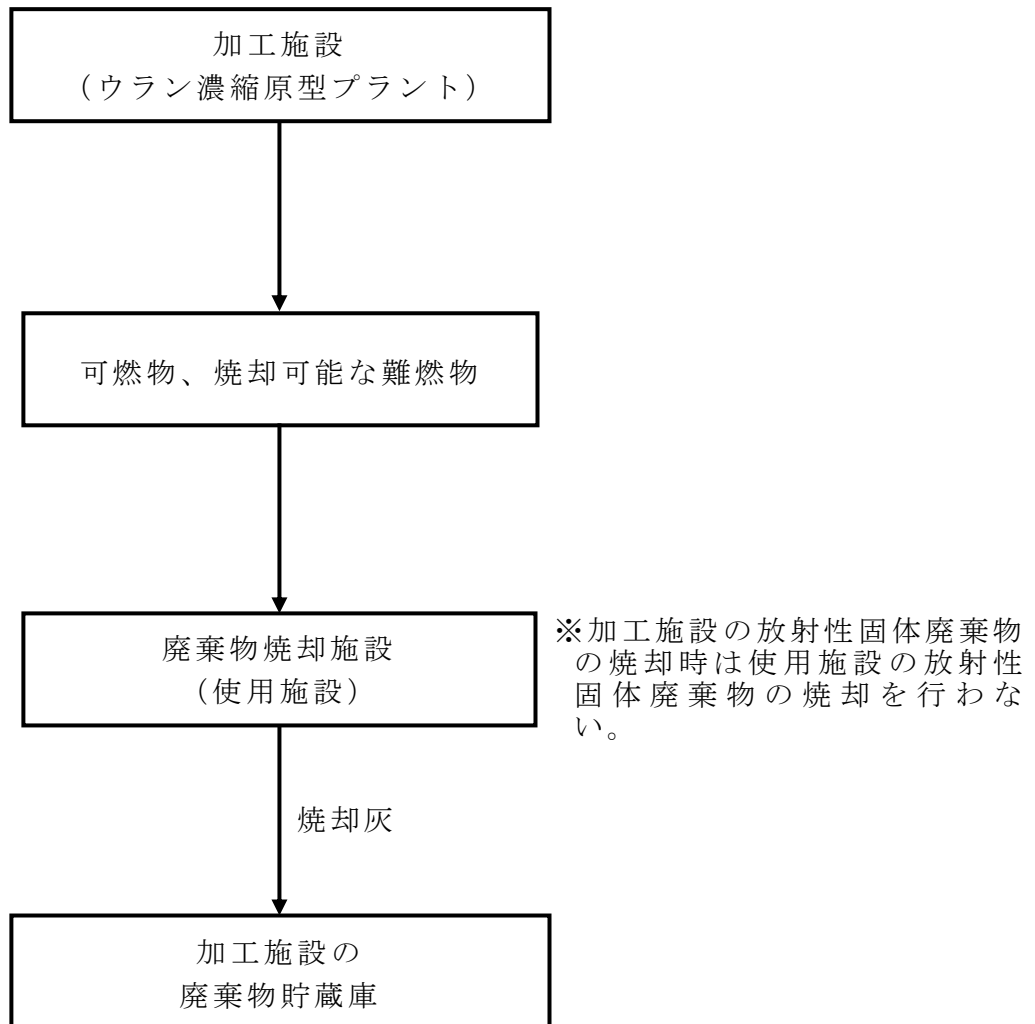 加工施設
（ウラン濃縮原型プラント）
可燃物、焼却可能な難燃物
廃棄物焼却施設
（使用施設）
※加工施設の放射性固体廃棄物
の焼却時は使用施設の放射性
固体廃棄物の焼却を行わな
い。
焼却灰
加工施設の
廃棄物貯蔵庫